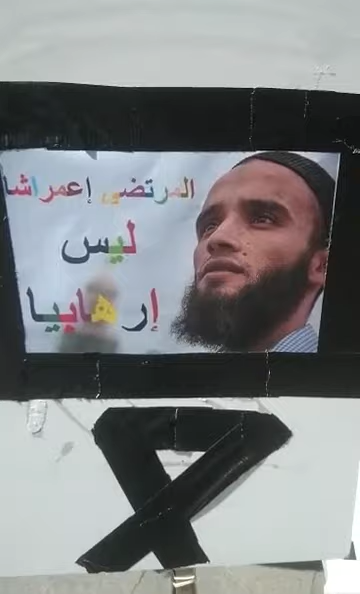 المرتضى إعمراشا
ليس
إرهابيا